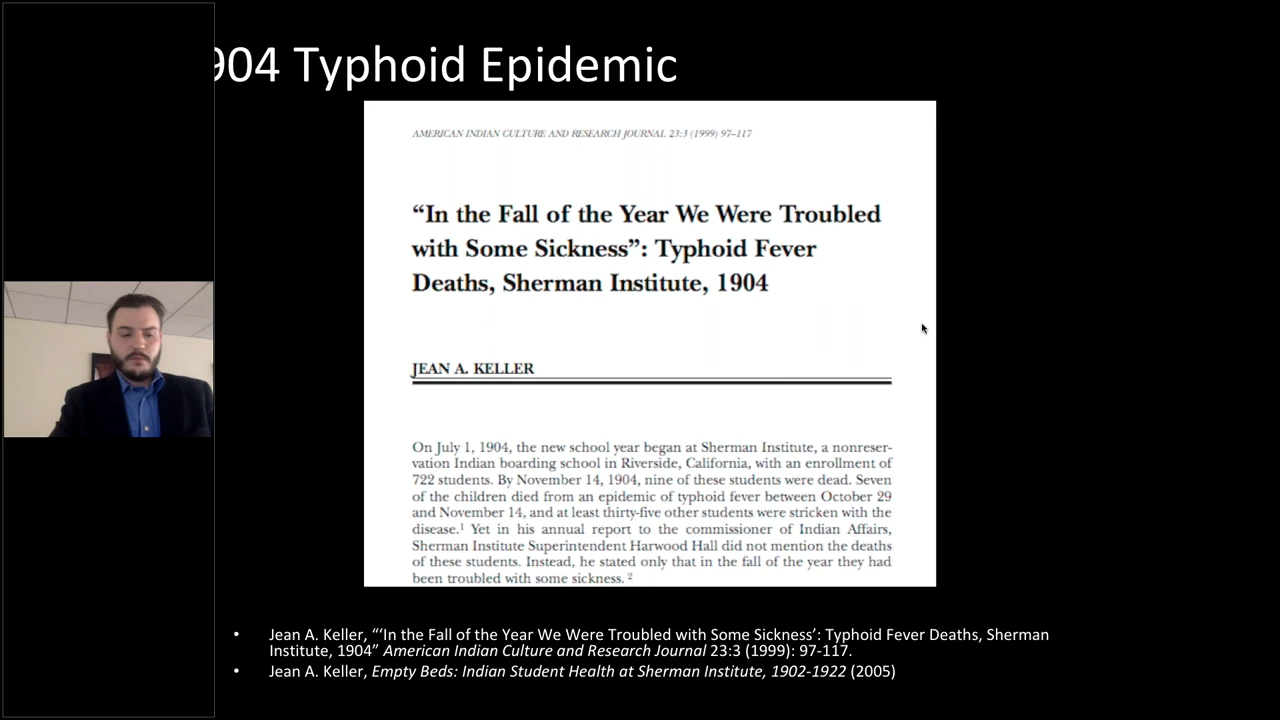 904 Typhoid Epidemic
AMERICAN INDIAN CULTURE AND RESEARCH JOURNAL 23:3 (1999) 97–117
“In the Fall of the Year We Were Troubled
with Some Sickness”: Typhoid Fever
Deaths, Sherman Institute, 1904
JEAN A. KELLER
On July 1, 1904, the new school year began at Sherman Institute, a nonreser-
vation Indian boarding school in Riverside, California, with an enrollment of
722 students. By November 14, 1904, nine of these students were dead. Seven
of the children died from an epidemic of typhoid fever between October 29
and November 14, and at least thirty-five other students were stricken with the
disease.¹ Yet in his annual report to the commissioner of Indian Affairs,
Sherman Institute Superintendent Harwood Hall did not mention the deaths
of these students. Instead, he stated only that in the fall of the year they had
been troubled with some sickness. ²
• Jean A. Keller, “‘In the Fall of the Year We Were Troubled with Some Sickness’: Typhoid Fever Deaths, Sherman
Institute, 1904” American Indian Culture and Research Journal 23:3 (1999): 97-117.
• Jean A. Keller, Empty Beds: Indian Student Health at Sherman Institute, 1902-1922 (2005)